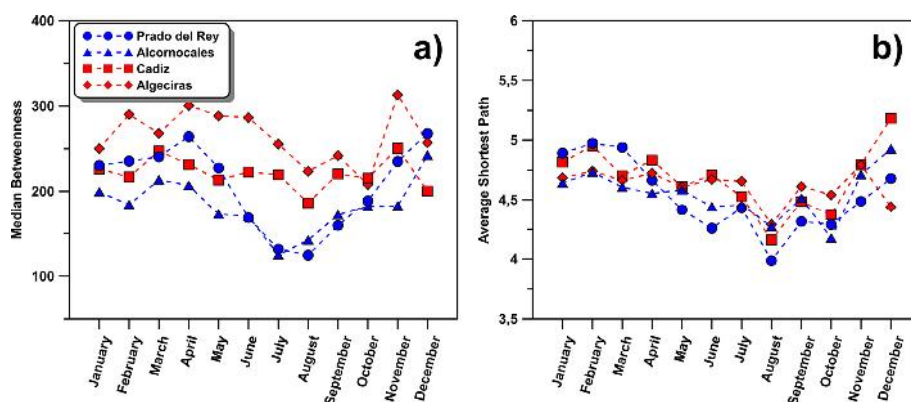 400
300
200
100
Median Betweenness
Prado del Rey
Alcornocales
Cadiz
Algeciras
a)
January
February
March
April
May
June
July
August
September
October
November
December
6
5,5
5
4,5
4
3,5
Average Shortest Path
b)
January
February
March
April
May
June
July
August
September
October
November
December